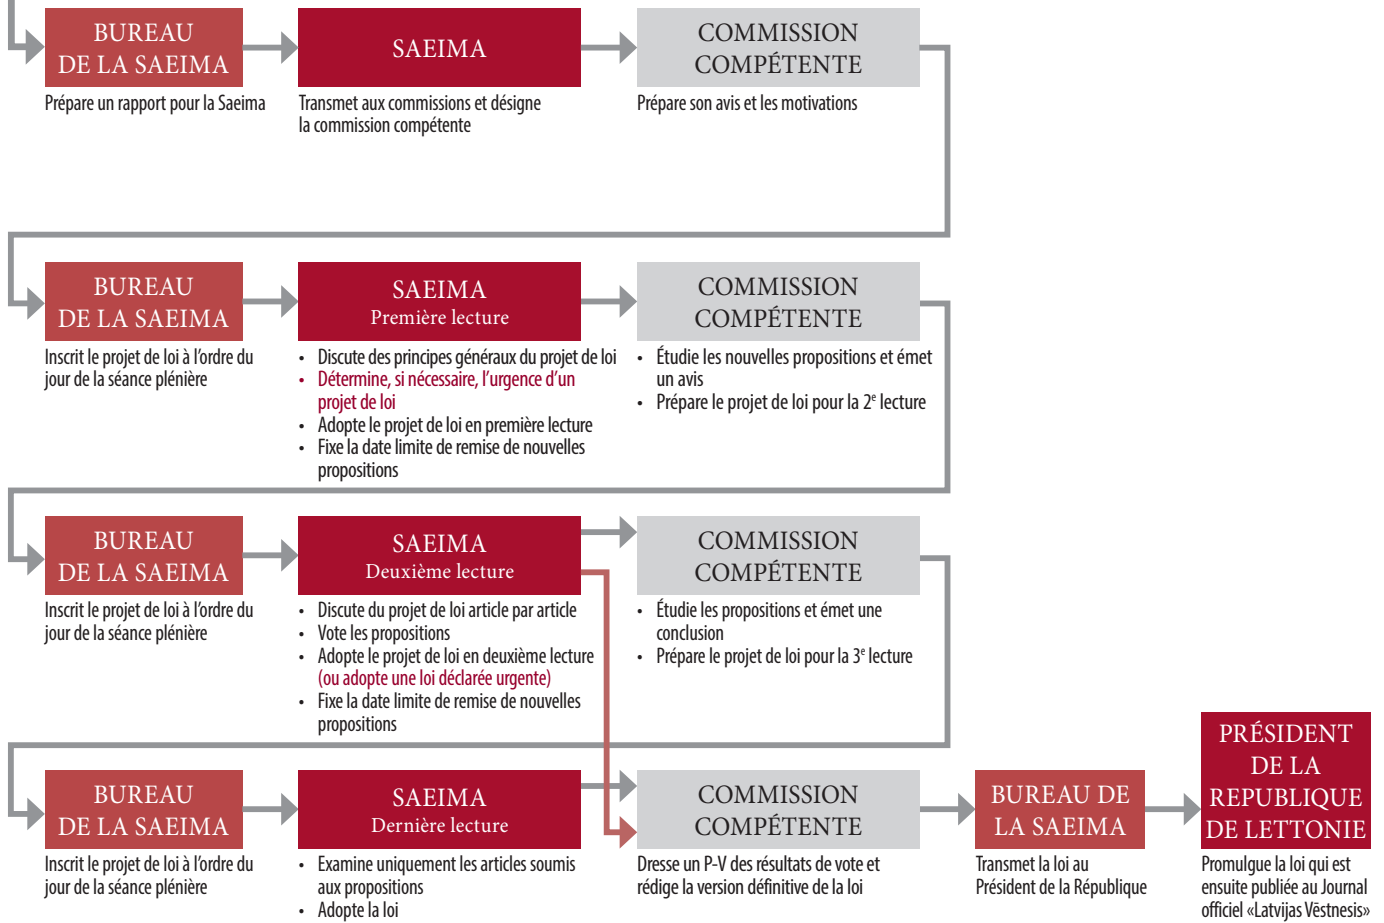 BUREAU
DE LA SAEIMA
Prépare un rapport pour la Saeima
SAEIMA
Transmet aux commissions et désigne
la commission compétente
COMMISSION
COMPÉTENTE
Prépare son avis et les motivations
BUREAU
DE LA SAEIMA
Inscrit le projet de loi à l’ordre du
jour de la séance plénière
SAEIMA
Première lecture
• Discute des principes généraux du projet de loi
• Détermine, si nécessaire, l’urgence d’un
projet de loi
• Adopte le projet de loi en première lecture
• Fixe la date limite de remise de nouvelles
propositions
COMMISSION
COMPÉTENTE
• Étudie les nouvelles propositions et émet
un avis
• Prépare le projet de loi pour la 2e lecture
BUREAU
DE LA SAEIMA
Inscrit le projet de loi à l’ordre du
jour de la séance plénière
SAEIMA
Deuxième lecture
• Discute du projet de loi article par article
• Vote les propositions
• Adopte le projet de loi en deuxième lecture
(ou adopte une loi déclarée urgente)
• Fixe la date limite de remise de nouvelles
propositions
COMMISSION
COMPÉTENTE
• Étudie les propositions et émet une
conclusion
• Prépare le projet de loi pour la 3e lecture
BUREAU
DE LA SAEIMA
Inscrit le projet de loi à l’ordre du
jour de la séance plénière
SAEIMA
Dernière lecture
• Examine uniquement les articles soumis
aux propositions
• Adopte la loi
COMMISSION
COMPÉTENTE
Dresse un P-V des résultats de vote et
rédige la version définitive de la loi
BUREAU DE
LA SAEIMA
Transmet la loi au
Président de la République
PRÉSIDENT
DE LA
REPUBLIQUE
DE LETTONIE
Promulgue la loi qui est
ensuite publiée au Journal
officiel «Latvijas Vēstnesis»